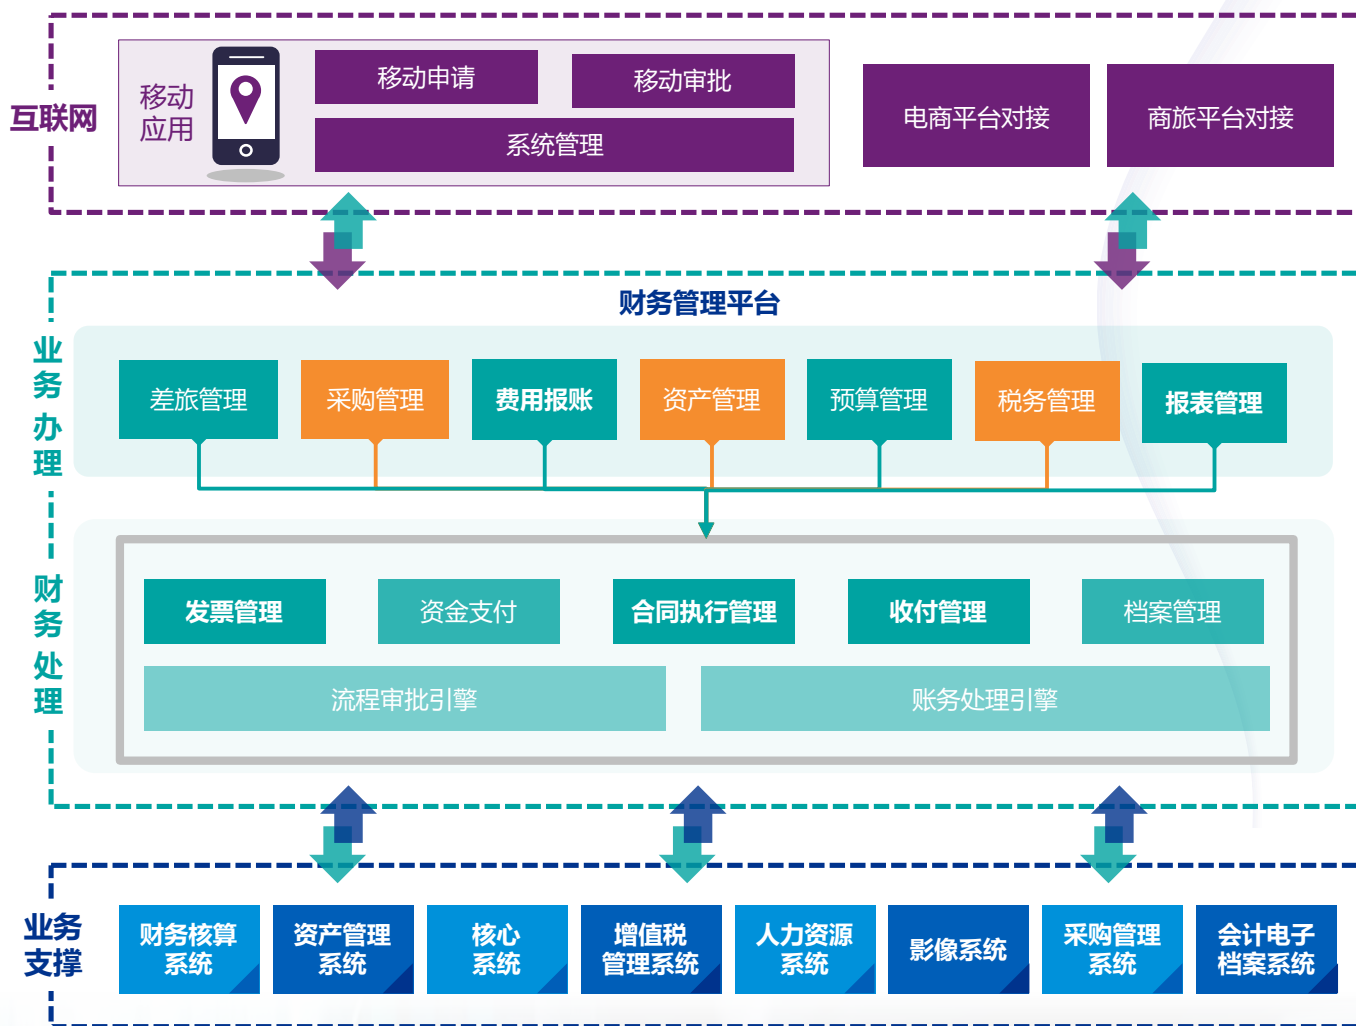 互联网
移动
应用
移动申请
移动审批
系统管理
电商平台对接
商旅平台对接
财务管理平台
业
务
办
理
差旅管理
采购管理
费用报账
资产管理
预算管理
税务管理
报表管理
财
务
处
理
发票管理
资金支付
合同执行管理
收付管理
档案管理
流程审批引擎
账务处理引擎
业务
支撑
财务核算
系统
资产管理
系统
核心
系统
增值税
管理系统
人力资源
系统
影像系统
采购管理
系统
会计电子
档案系统